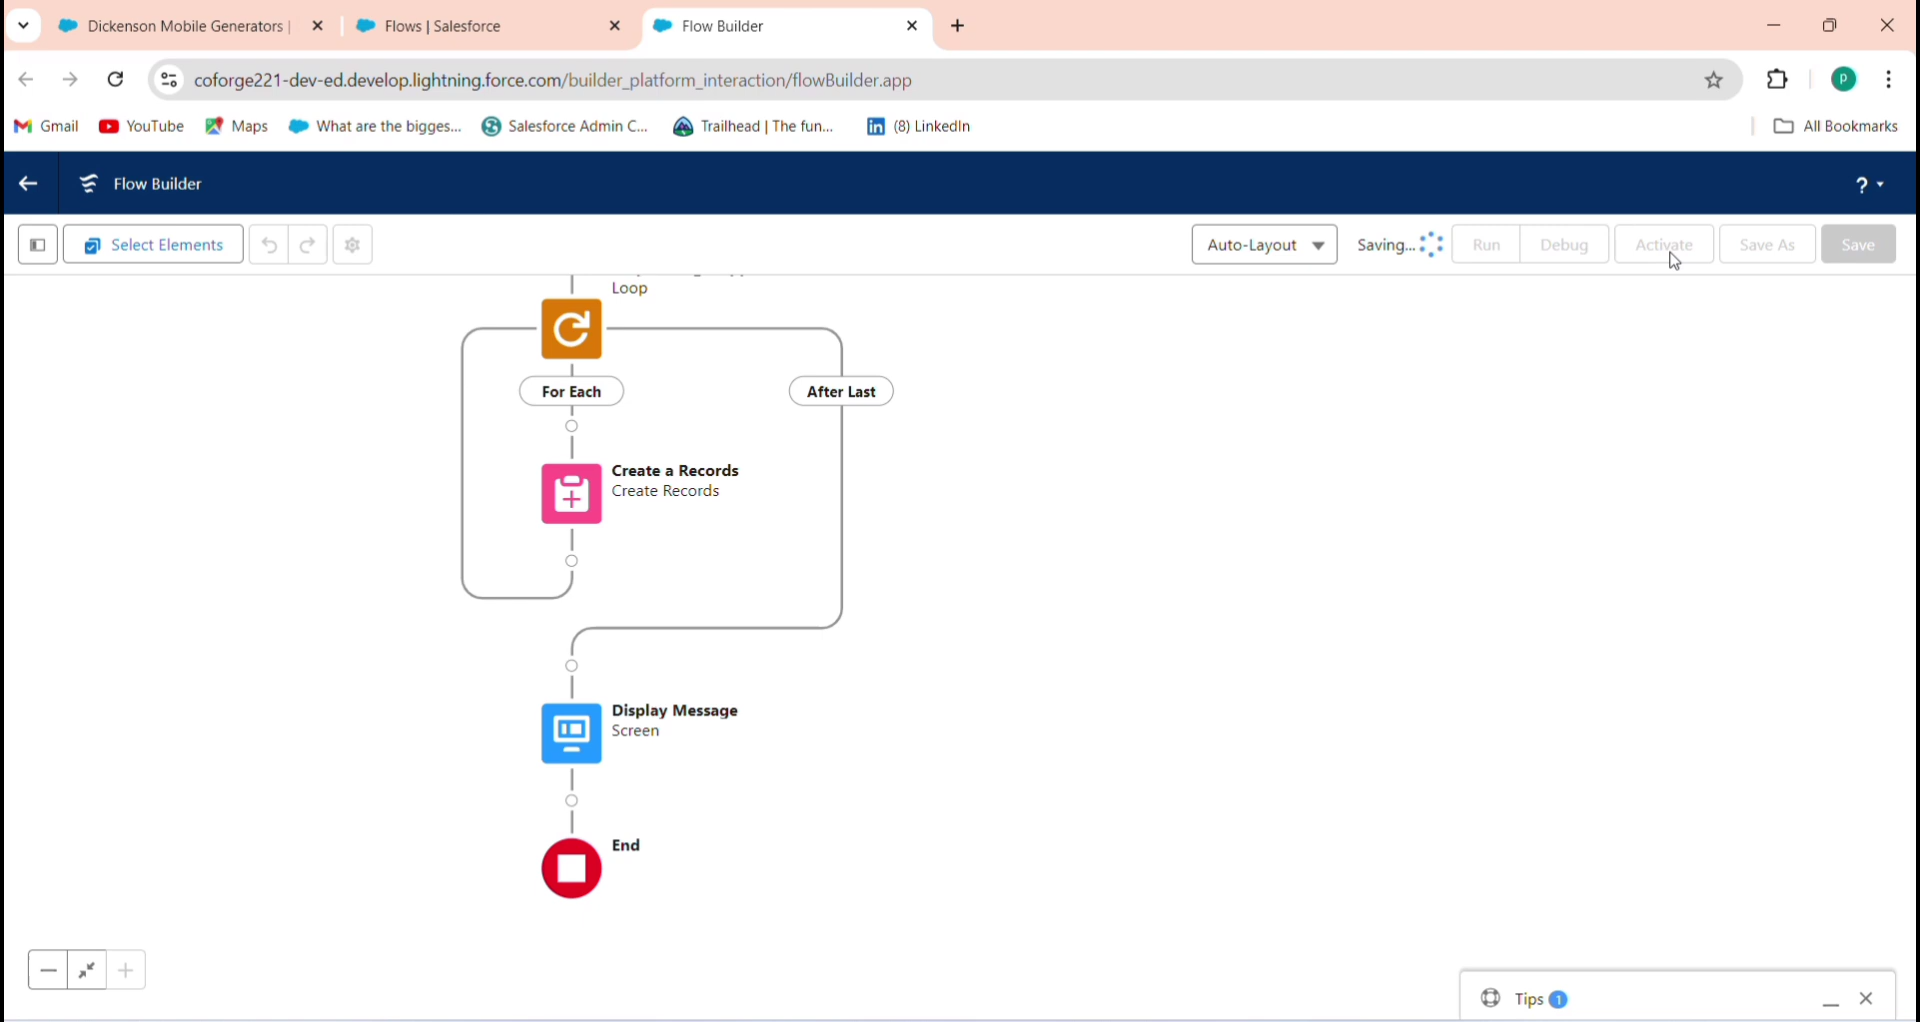 Dickenson Mobile Generators |
Flows | Salesforce
Flow Builder
coforge221-dev-ed.develop.lightning.force.com/builder_platform_interaction/flowBuilder.app
P
Gmail
YouTube
Maps
What are the bigges...
Salesforce Admin C...
Trailhead | The fun...
(8) LinkedIn
All Bookmarks
Flow Builder
?
Select Elements
Auto-Layout
Saving...
Run
Debug
Activate
Save As
Save
Loop
For Each
After Last
Create a Records
Create Records
Display Message
Screen
End
Tips 1